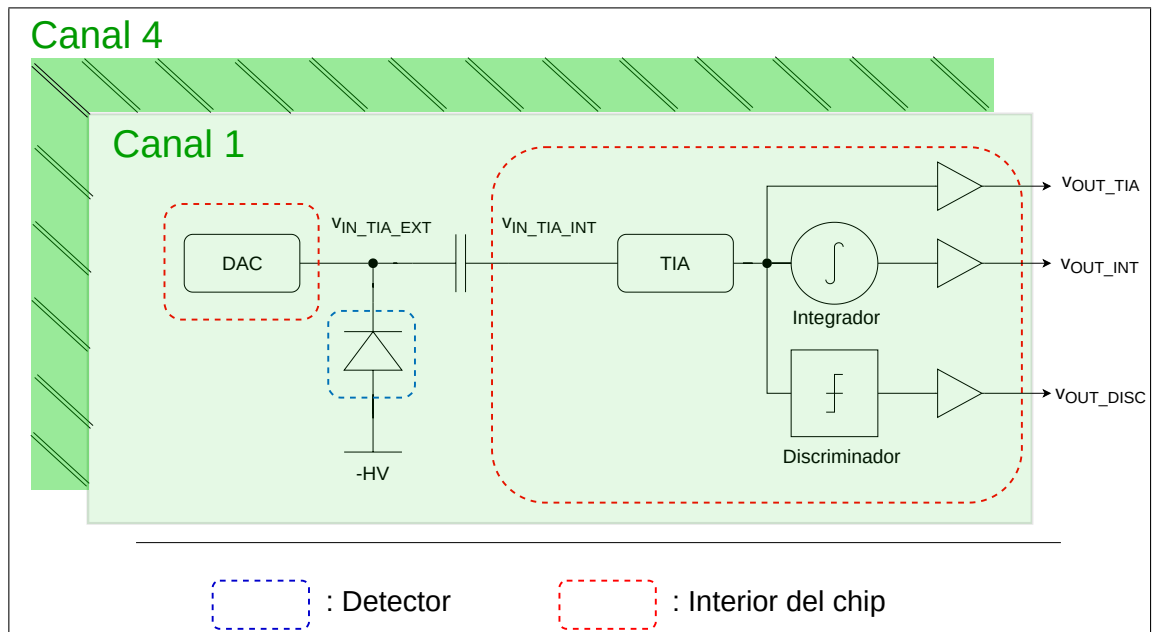 Canal 4
Canal 1
DAC
vIN_TIA_EXT
vIN_TIA_INT
TIA
Integrador
Discriminador
vOUT_TIA
vOUT_INT
vOUT_DISC
-HV
: Detector
: Interior del chip